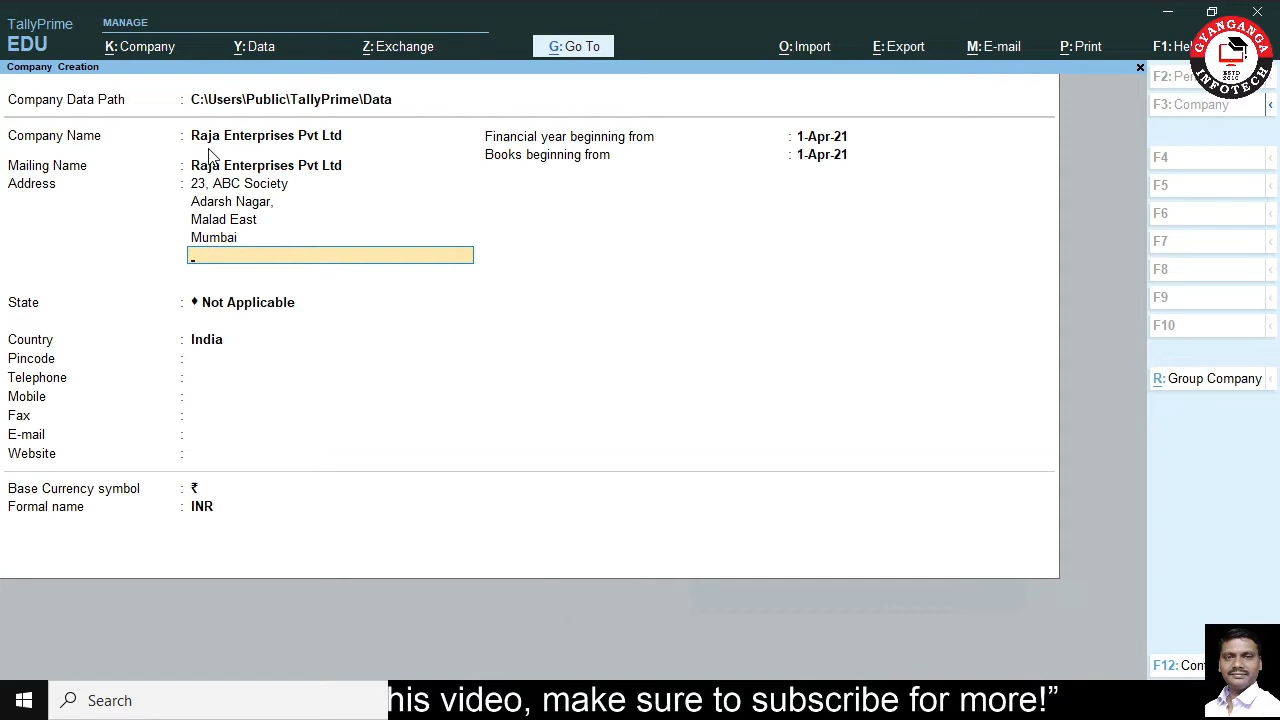 TallyPrime
EDU
MANAGE
K: Company
Y: Data
Z: Exchange
G: Go To
O: Import
E: Export
M: E-mail
P: Print
F1: Hel
GYANGANGA
ESTD
2010
INFOTECH
Company Creation
F2: Pe
F3: Company
Company Data Path : C:\Users\Public\TallyPrime\Data
Company Name : Raja Enterprises Pvt Ltd
Financial year beginning from : 1-Apr-21
Books beginning from : 1-Apr-21
Mailing Name : Raja Enterprises Pvt Ltd
Address : 23, ABC Society
Adarsh Nagar,
Malad East
Mumbai
State : ♦ Not Applicable
Country : India
Pincode :
Telephone :
Mobile :
Fax :
E-mail :
Website :
Base Currency symbol : ₹
Formal name : INR
F4
F5
F6
F7
F8
F9
F10
R: Group Company
F12: Con
Search
his video, make sure to subscribe for more!”